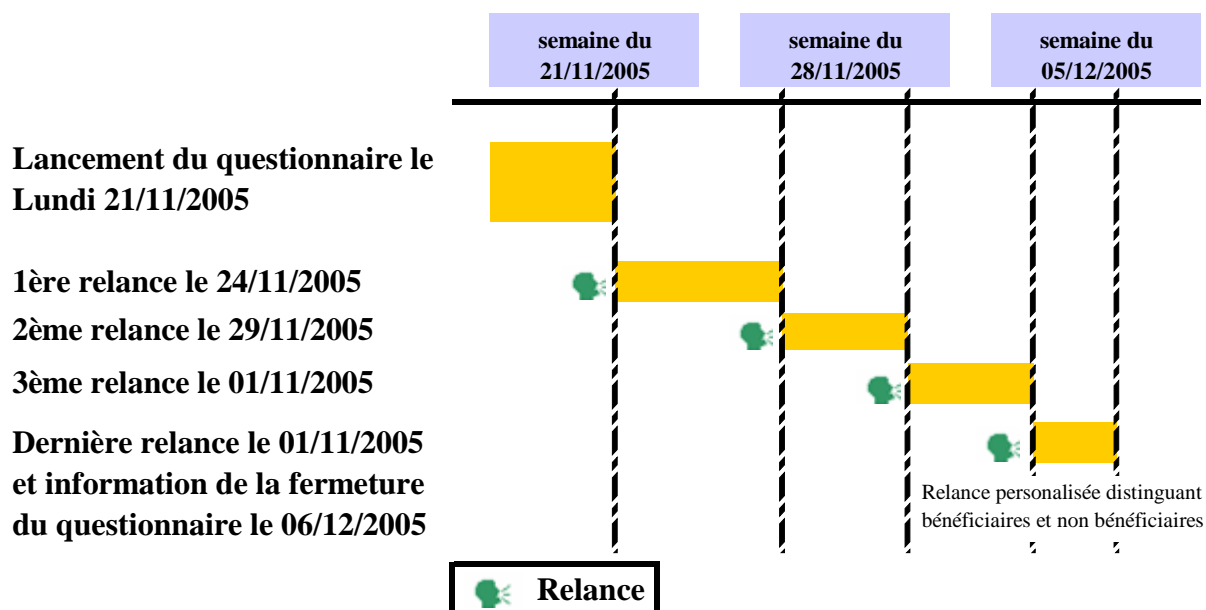 semaine du
21/11/2005
semaine du
28/11/2005
semaine du
05/12/2005
Lancement du questionnaire le
Lundi 21/11/2005
1ère relance le 24/11/2005
2ème relance le 29/11/2005
3ème relance le 01/11/2005
Dernière relance le 01/11/2005
et information de la fermeture
du questionnaire le 06/12/2005
Relance personalisée distinguant
bénéficiaires et non bénéficiaires
Relance